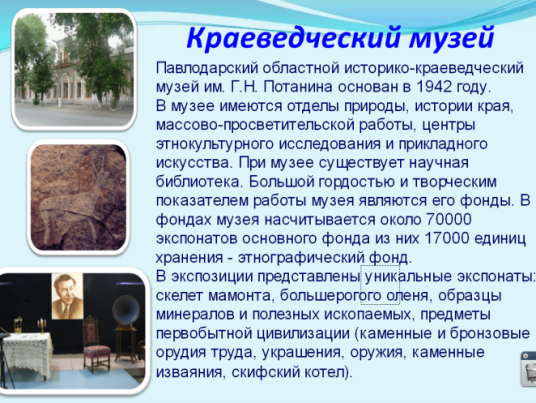 Краеведческий музей
Павлодарский областной историко-краеведческий
музей им. Г.Н. Потанина основан в 1942 году.
В музее имеются отделы природы, истории края,
массово-просветительской работы, центры
этнокультурного исследования и прикладного
искусства. При музее существует научная
библиотека. Большой гордостью и творческим
показателем работы музея являются его фонды. В
фондах музея насчитывается около 70000
экспонатов основного фонда из них 17000 единиц
хранения - этнографический фонд.
В экспозиции представлены уникальные экспонаты:
скелет мамонта, большерогого оленя, образцы
минералов и полезных ископаемых, предметы
первобытной цивилизации (каменные и бронзовые
орудия труда, украшения, оружия, каменные
изваяния, скифский котел).